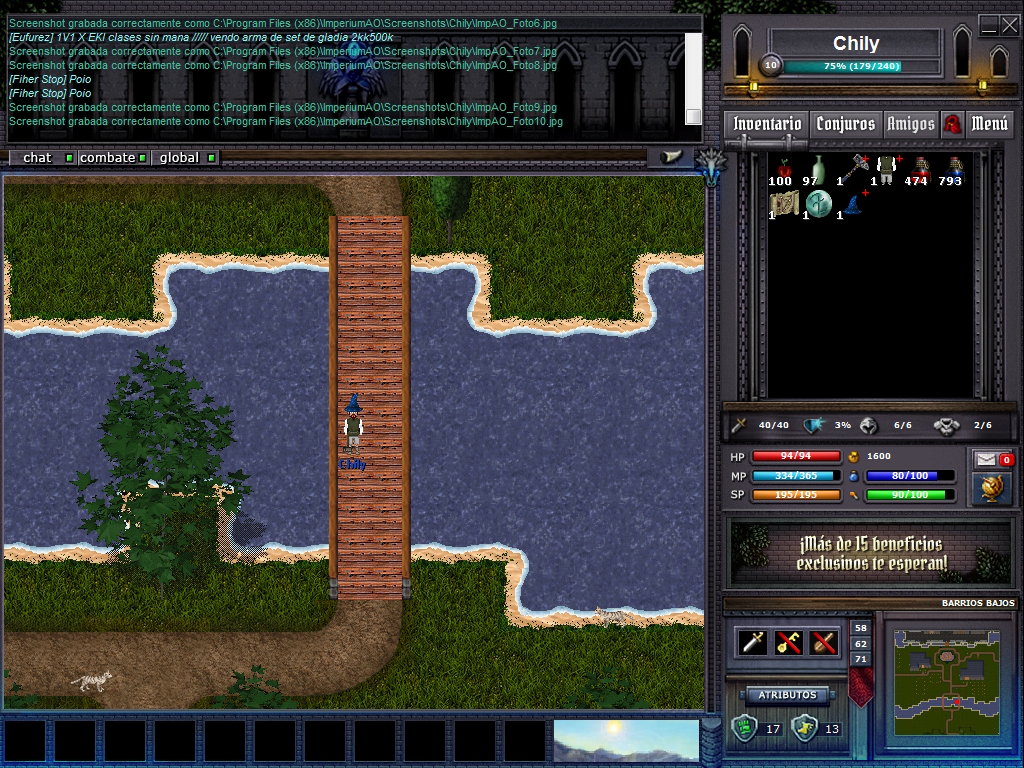 Screenshot grabada correctamente como C:\Program Files (x86)\ImperiumAO\Screenshots\Chily\ImpAO_Foto6.jpg
[Eufurez] 1V1 X EKI clases sin mana ///// vendo arma de set de gladia 2kk500k
Screenshot grabada correctamente como C:\Program Files (x86)\ImperiumAO\Screenshots\Chily\ImpAO_Foto7.jpg
Screenshot grabada correctamente como C:\Program Files (x86)\ImperiumAO\Screenshots\Chily\ImpAO_Foto8.jpg
[Fiher Stop] Poio
[Fiher Stop] Poio
Screenshot grabada correctamente como C:\Program Files (x86)\ImperiumAO\Screenshots\Chily\ImpAO_Foto9.jpg
Screenshot grabada correctamente como C:\Program Files (x86)\ImperiumAO\Screenshots\Chily\ImpAO_Foto10.jpg
chat combate global
Chily
10 75% (179/240)
Inventario Conjuros Amigos Menú
100 97 1 1 474 793
1 1 1
40/40 3% 6/6 2/6
HP 94/94 1600 0
MP 334/365 80/100
SP 195/195 90/100
¡Más de 15 beneficios
exclusivos te esperan!
BARRIOS BAJOS
58
62
71
ATRIBUTOS
17 13
Chily